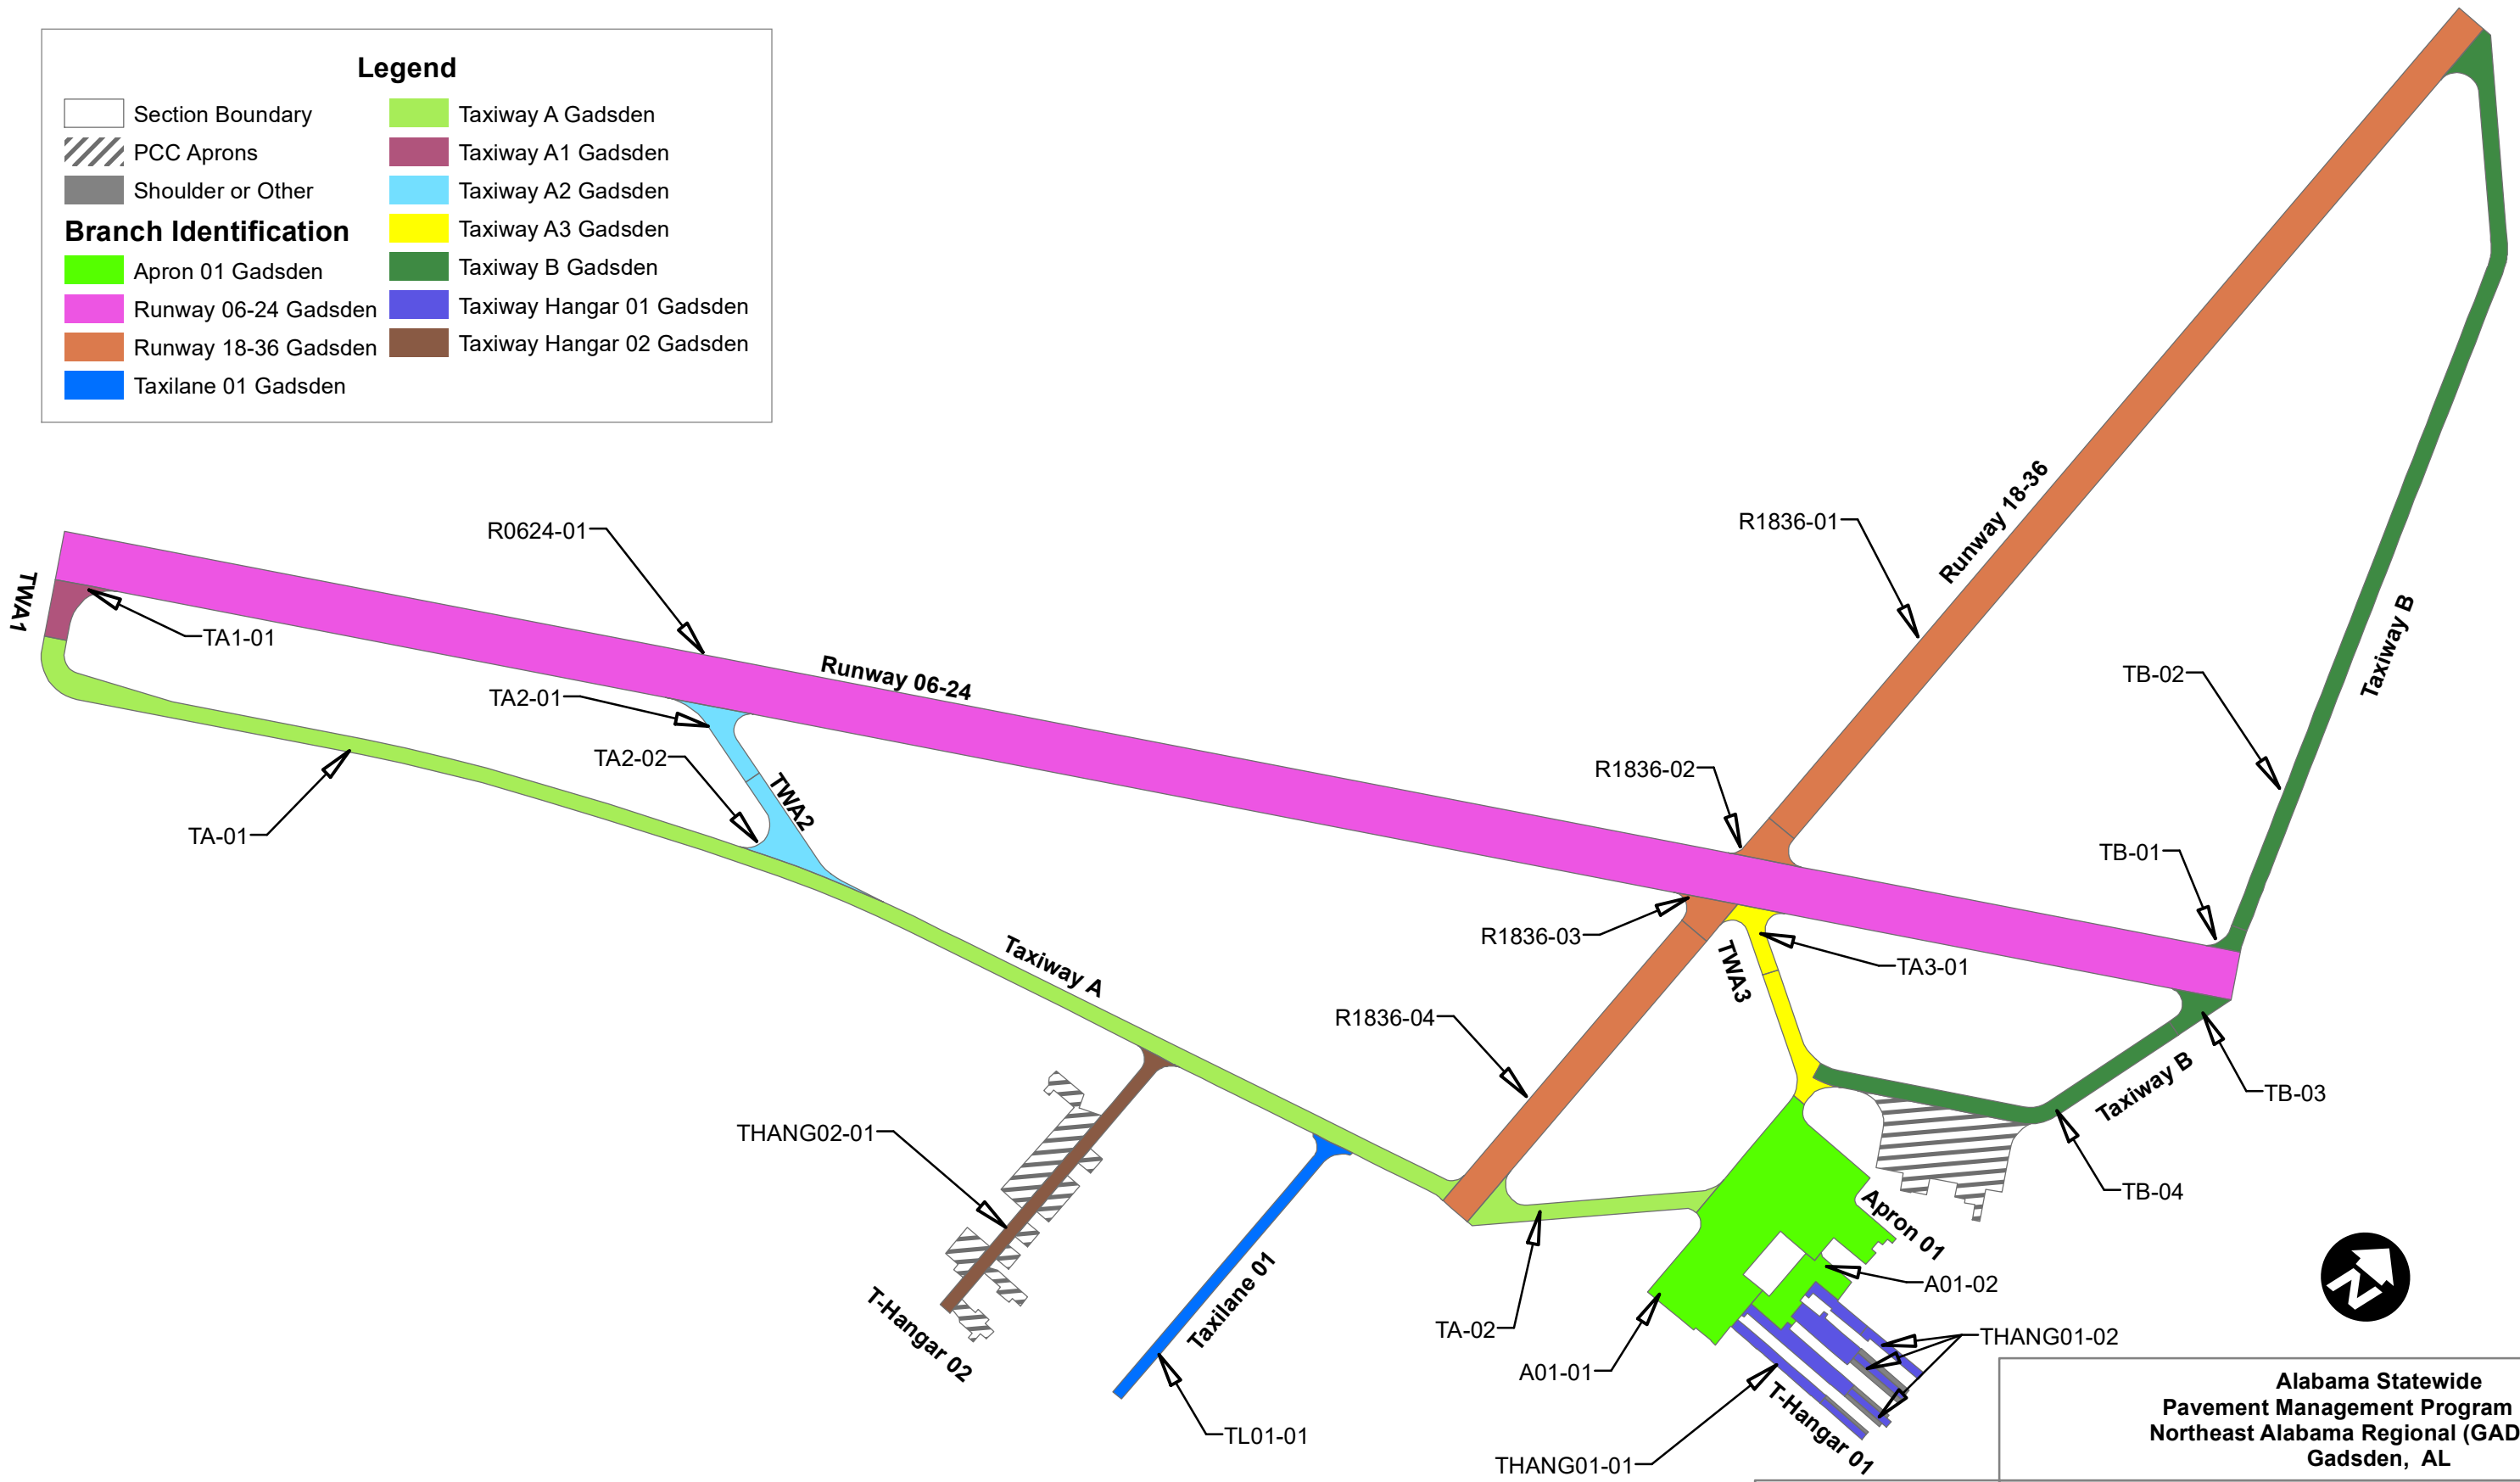 Legend
Section Boundary
PCC Aprons
Shoulder or Other
Branch Identification
Apron 01 Gadsden
Runway 06-24 Gadsden
Runway 18-36 Gadsden
Taxilane 01 Gadsden
Taxiway A Gadsden
Taxiway A1 Gadsden
Taxiway A2 Gadsden
Taxiway A3 Gadsden
Taxiway B Gadsden
Taxiway Hangar 01 Gadsden
Taxiway Hangar 02 Gadsden
R0624-01
R1836-01
Runway 18-36
TWA1
TA1-01
Runway 06-24
TA2-01
TA2-02
TWA2
TA-01
TB-02
Taxiway B
R1836-02
TB-01
R1836-03
TWA3
TA3-01
Taxiway A
R1836-04
TB-03
Taxiway B
THANG02-01
TB-04
Apron 01
A01-02
T-Hangar 02
Taxilane 01
TA-02
THANG01-02
A01-01
T-Hangar 01
TL01-01
THANG01-01
N
Alabama Statewide
Pavement Management Program
Northeast Alabama Regional (GAD
Gadsden, AL